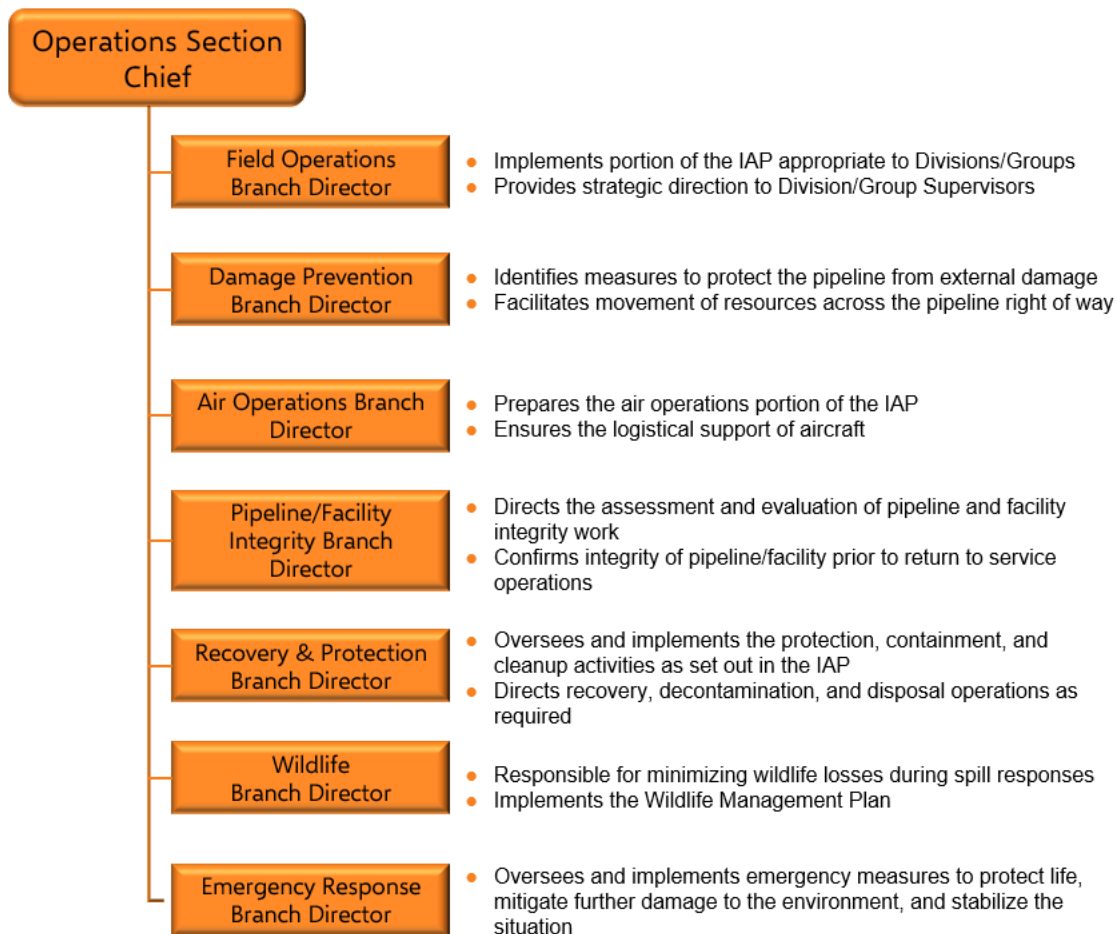 Operations Section
Chief
Field Operations
Branch Director
• Implements portion of the IAP appropriate to Divisions/Groups
• Provides strategic direction to Division/Group Supervisors
Damage Prevention
Branch Director
• Identifies measures to protect the pipeline from external damage
• Facilitates movement of resources across the pipeline right of way
Air Operations Branch
Director
• Prepares the air operations portion of the IAP
• Ensures the logistical support of aircraft
Pipeline/Facility
Integrity Branch
Director
• Directs the assessment and evaluation of pipeline and facility
integrity work
• Confirms integrity of pipeline/facility prior to return to service
operations
Recovery & Protection
Branch Director
• Oversees and implements the protection, containment, and
cleanup activities as set out in the IAP
• Directs recovery, decontamination, and disposal operations as
required
Wildlife
Branch Director
• Responsible for minimizing wildlife losses during spill responses
• Implements the Wildlife Management Plan
Emergency Response
Branch Director
• Oversees and implements emergency measures to protect life,
mitigate further damage to the environment, and stabilize the
situation